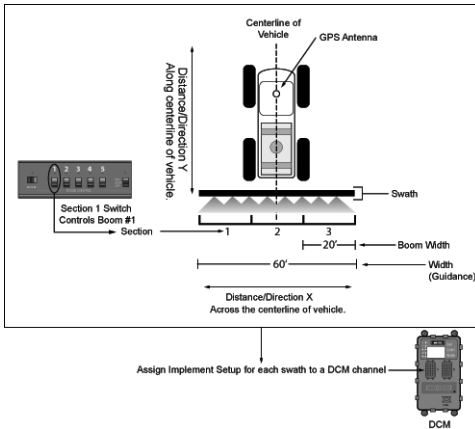 Centerline of
Vehicle
GPS Antenna
Distance/Direction Y
Along centerline of vehicle.
1 2 3 4 5
Swath
Section 1 Switch
Controls Boom #1
Section
1 2 3
20'
Boom Width
60'
Width
(Guidance)
Distance/Direction X
Across the centerline of vehicle.
Assign Implement Setup for each swath to a DCM channel
DCM